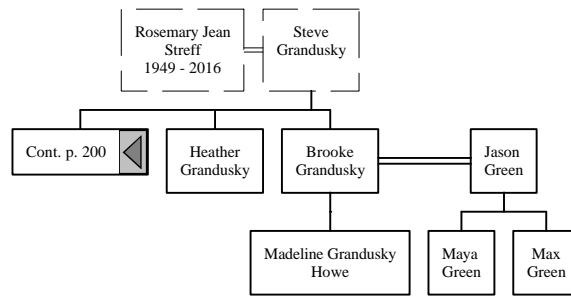 Rosemary Jean
Streff
1949 - 2016
Steve
Grandusky
Cont. p. 200
Heather
Grandusky
Brooke
Grandusky
Jason
Green
Madeline Grandusky
Howe
Maya
Green
Max
Green